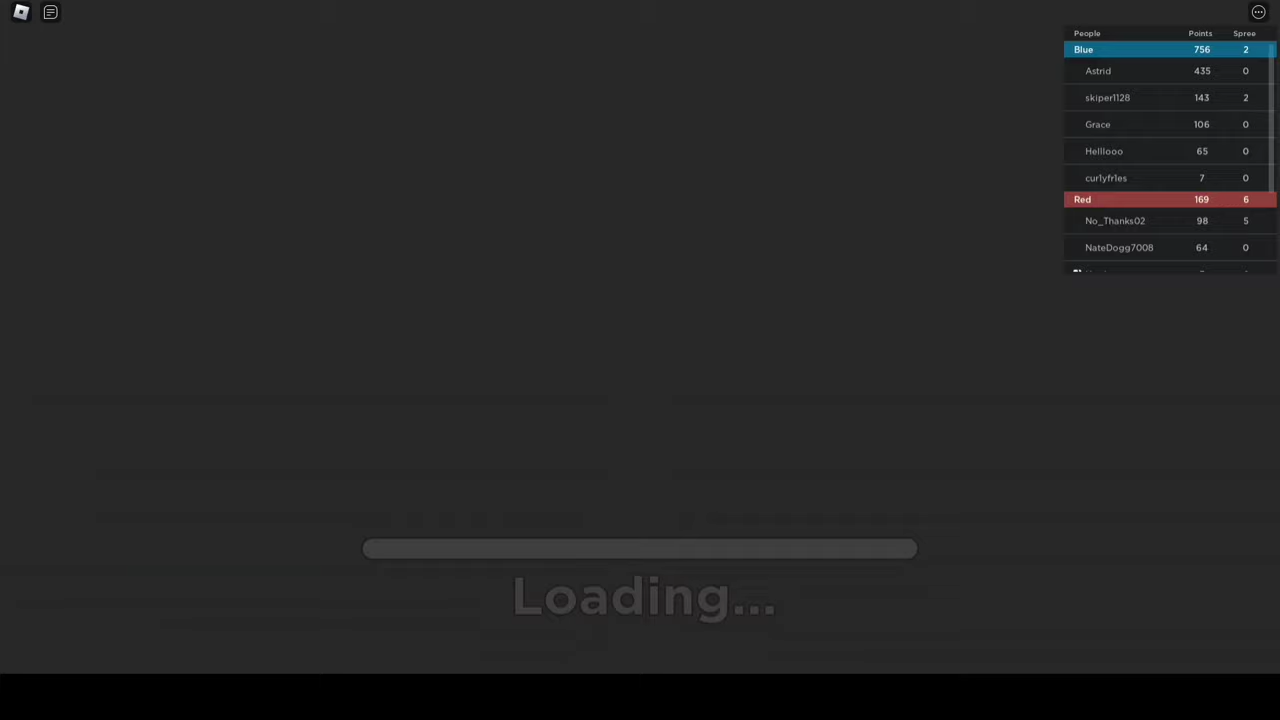 People Points Spree
Blue 756 2
Astrid 435 0
skiper1128 143 2
Grace 106 0
Helllooo 65 0
cur1yfr1es 7 0
Red 169 6
No_Thanks02 98 5
NateDogg7008 64 0
Loading...